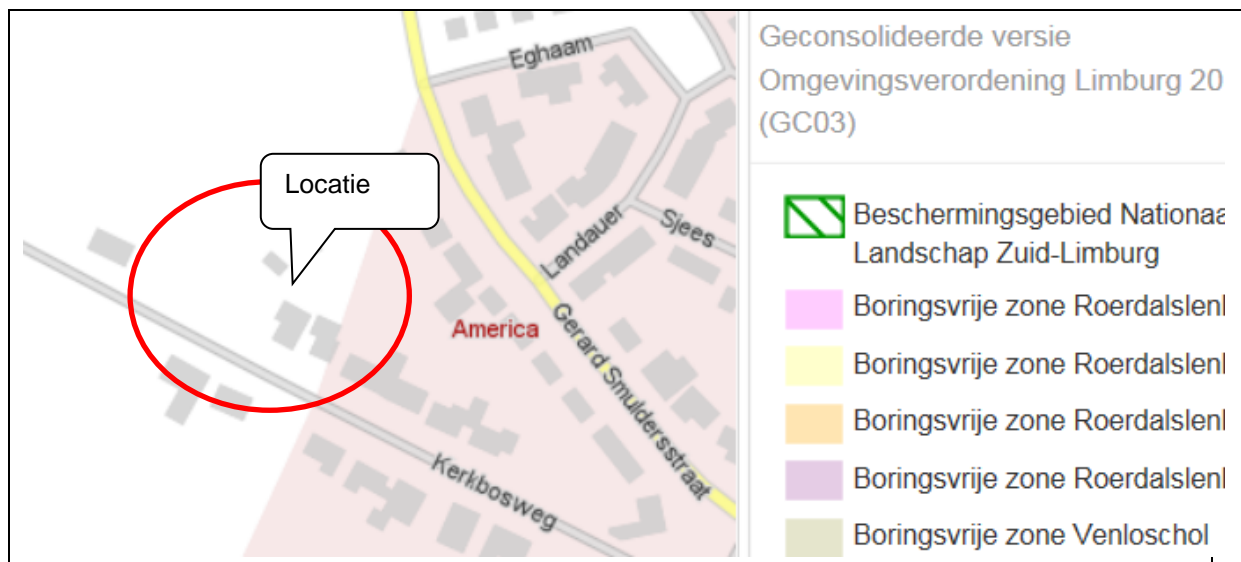 Eghaam
Locatie
Landauer
Sjees
America
Gerard Smuldersstraat
Kerkbosweg
Geconsolideerde versie
Omgevingsverordening Limburg 20
(GC03)
Beschermingsgebied Nationaa
Landschap Zuid-Limburg
Boringsvrije zone Roerdalslenl
Boringsvrije zone Roerdalslenl
Boringsvrije zone Roerdalslenl
Boringsvrije zone Roerdalslenl
Boringsvrije zone Venloschol